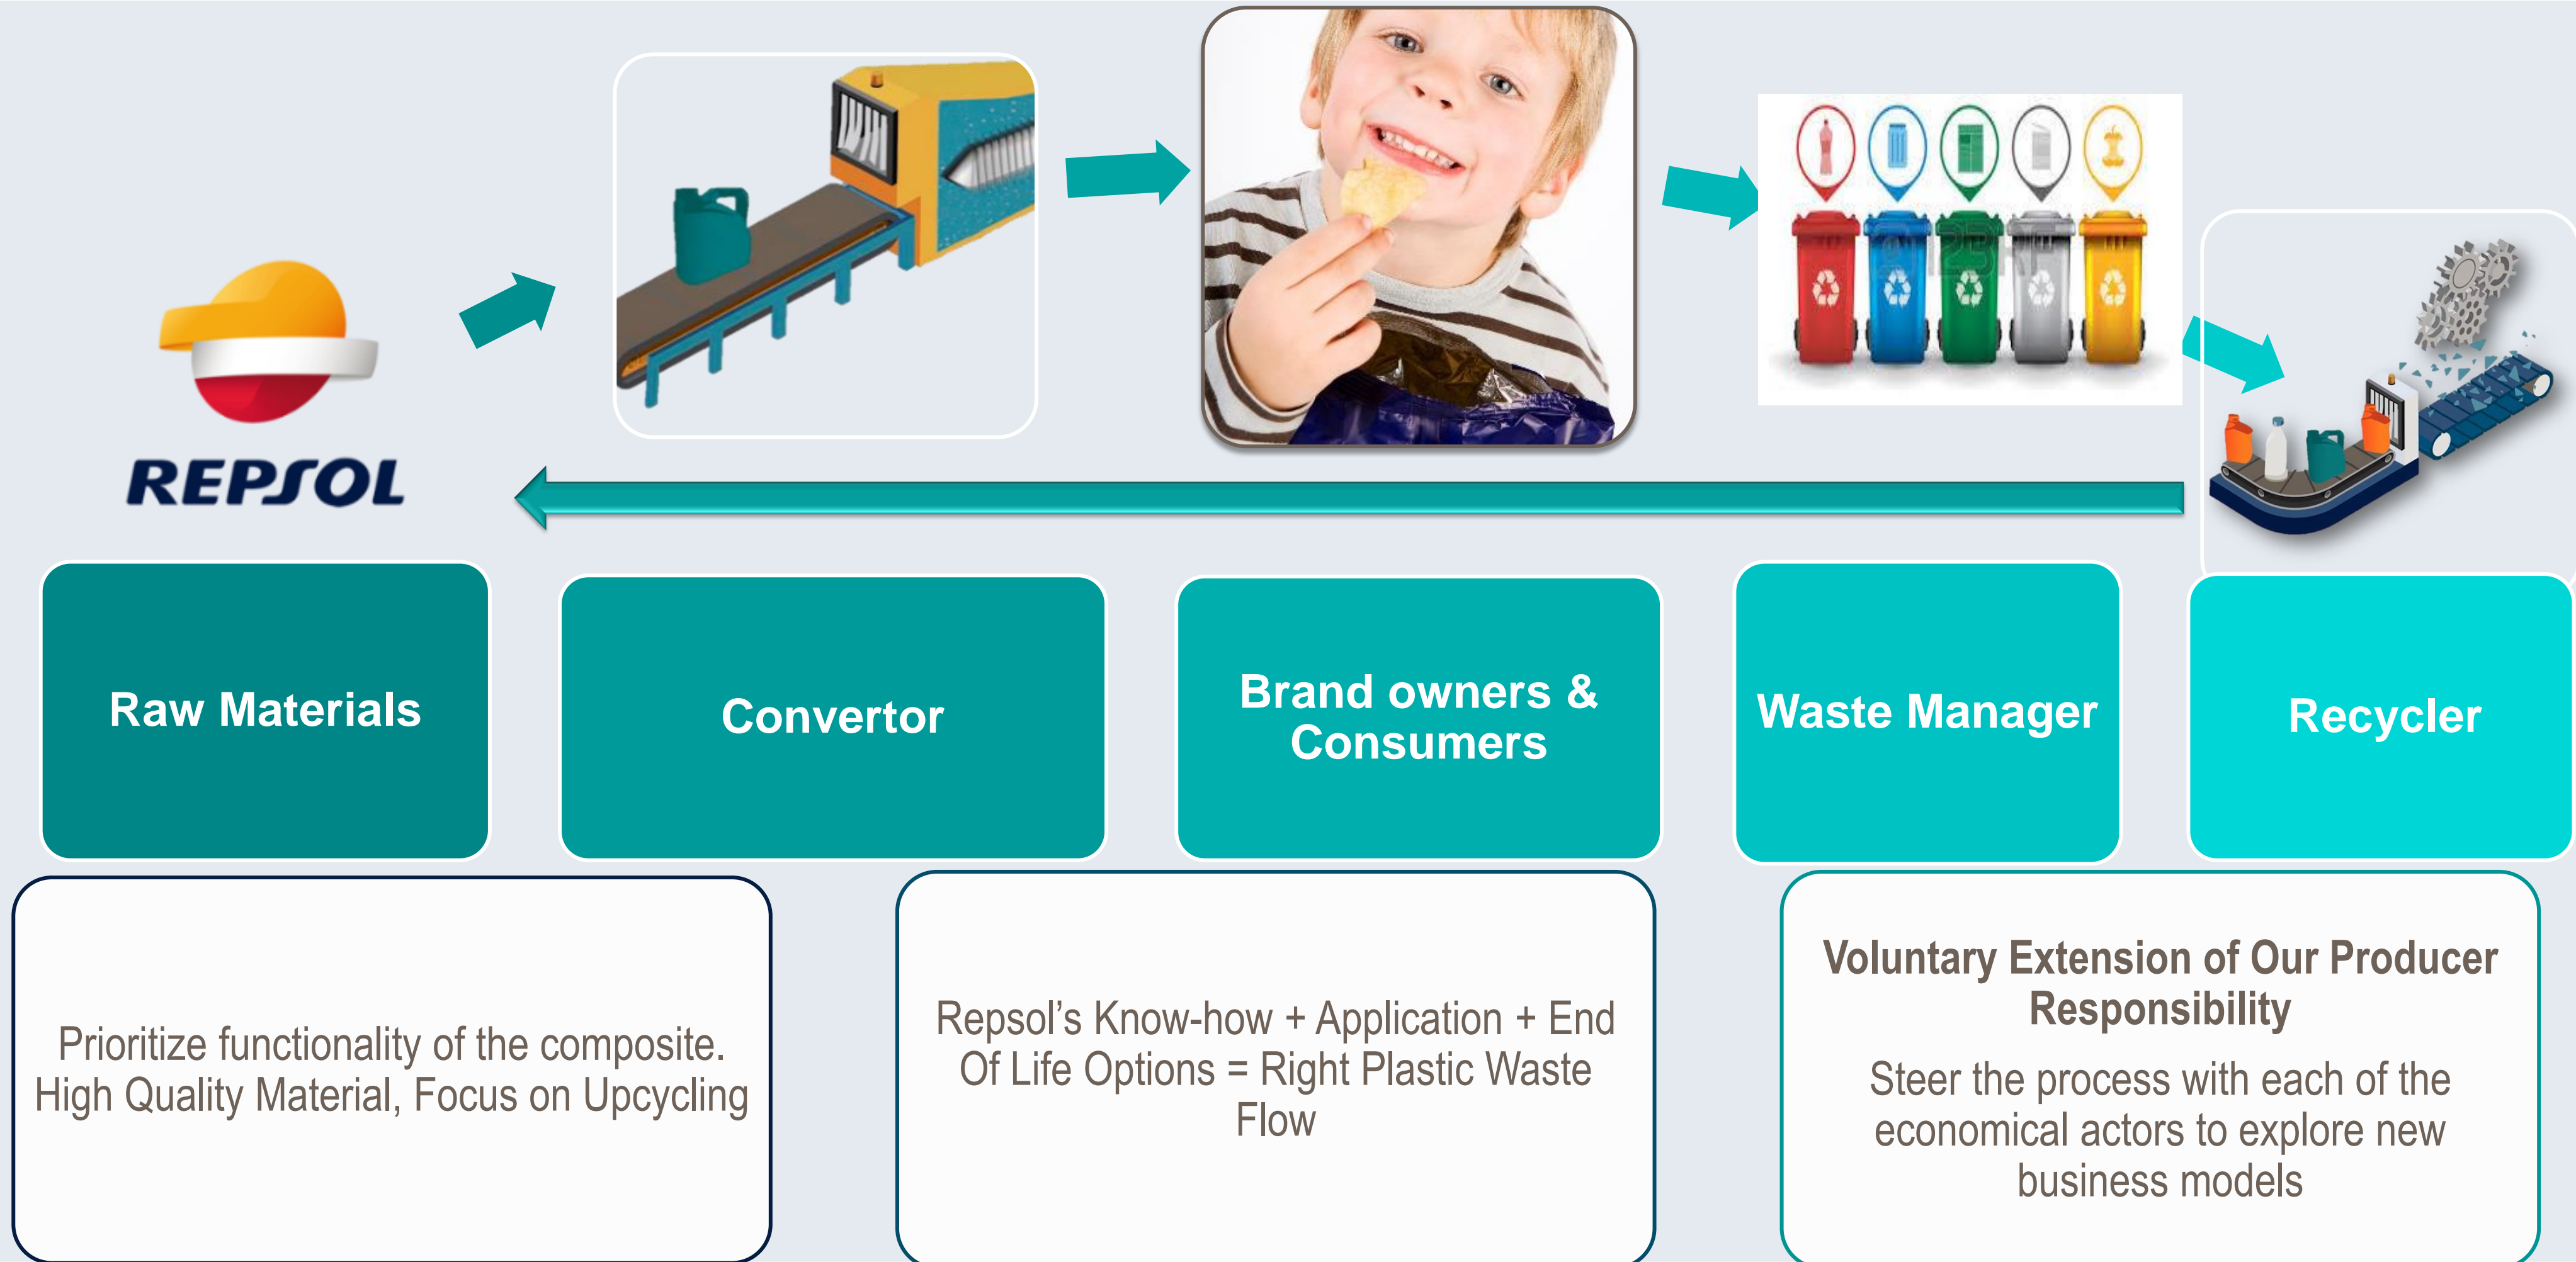 REPSOL
Raw Materials
Convertor
Brand owners &
Consumers
Waste Manager
Recycler
Prioritize functionality of the composite.
High Quality Material, Focus on Upcycling
Repsol’s Know-how + Application + End
Of Life Options = Right Plastic Waste
Flow
Voluntary Extension of Our Producer
Responsibility
Steer the process with each of the
economical actors to explore new
business models